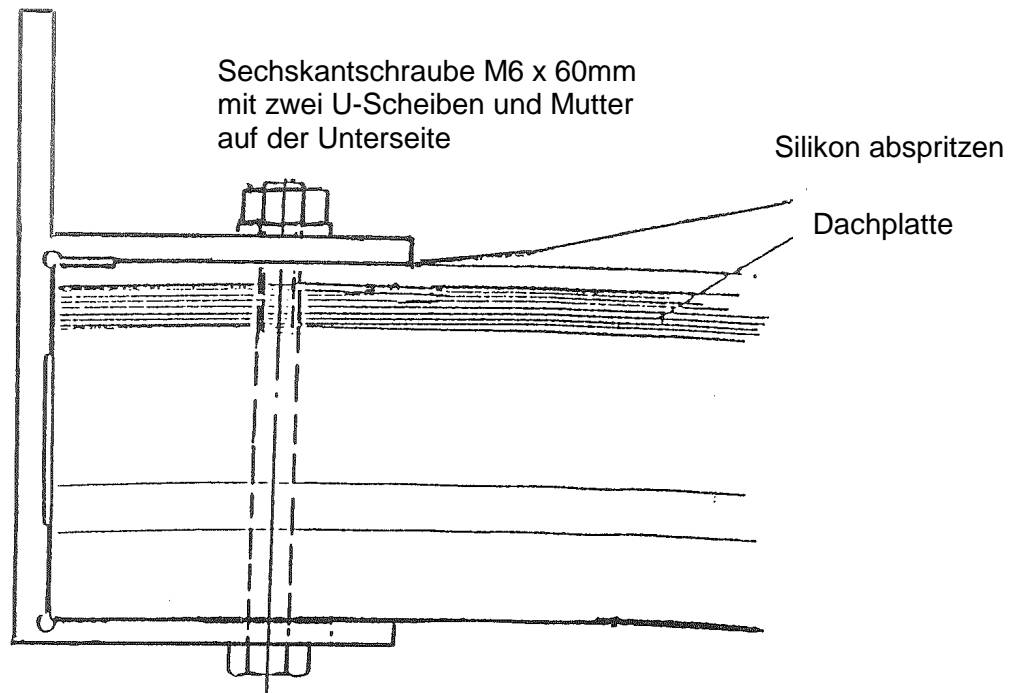 Sechskantschraube M6 x 60mm
mit zwei U-Scheiben und Mutter
auf der Unterseite
Silikon abspritzen
Dachplatte